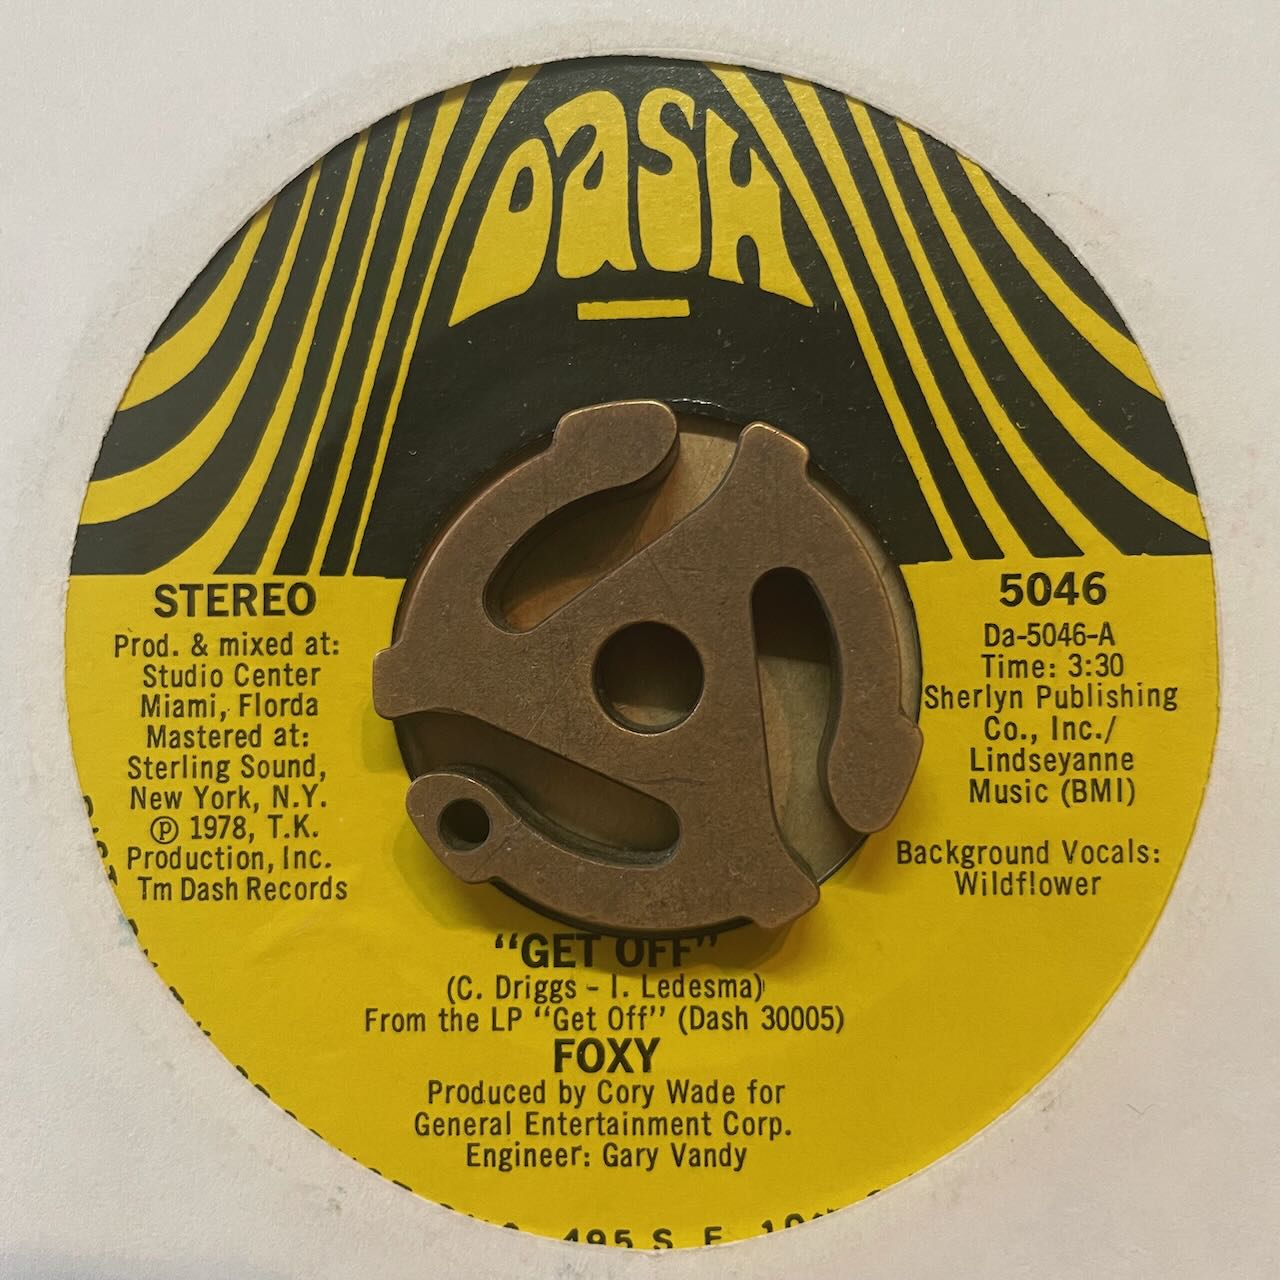 Dash
STEREO
Prod. & mixed at:
Studio Center
Miami, Florda
Mastered at:
Sterling Sound,
New York, N.Y.
℗ 1978, T.K.
Production, Inc.
Tm Dash Records
5046
Da-5046-A
Time: 3:30
Sherlyn Publishing
Co., Inc./
Lindseyanne
Music (BMI)
Background Vocals:
Wildflower
"GET OFF"
(C. Driggs - I. Ledesma)
From the LP "Get Off" (Dash 30005)
FOXY
Produced by Cory Wade for
General Entertainment Corp.
Engineer: Gary Vandy
495 S. E. 10